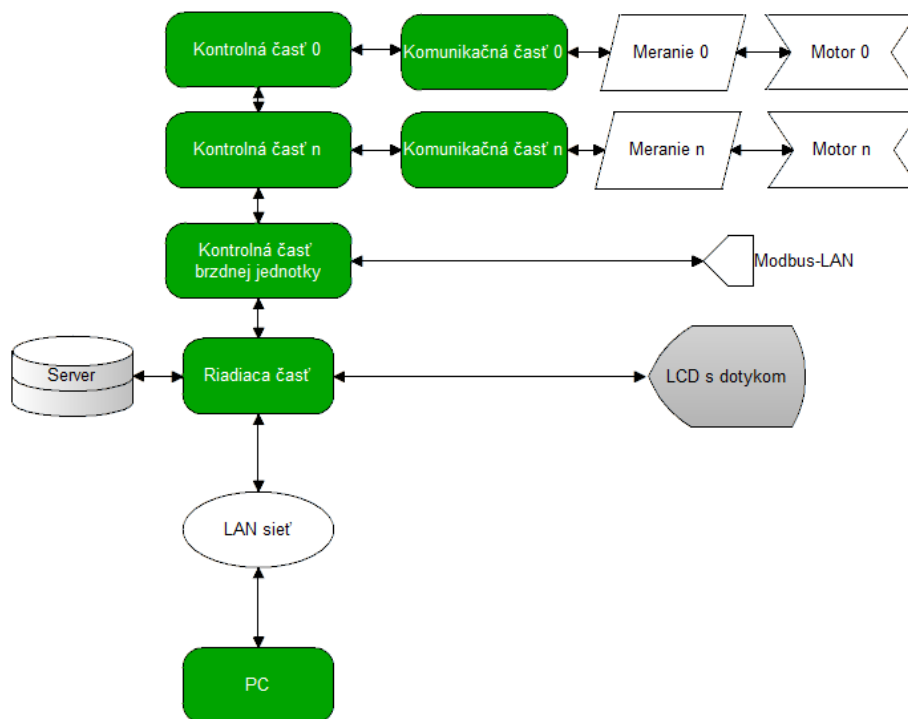 Kontrolná časť 0
Komunikačná časť 0
Meranie 0
Motor 0
Kontrolná časť n
Komunikačná časť n
Meranie n
Motor n
Kontrolná časť
brzdnej jednotky
Modbus-LAN
Server
Riadiaca časť
LCD s dotykom
LAN sieť
PC